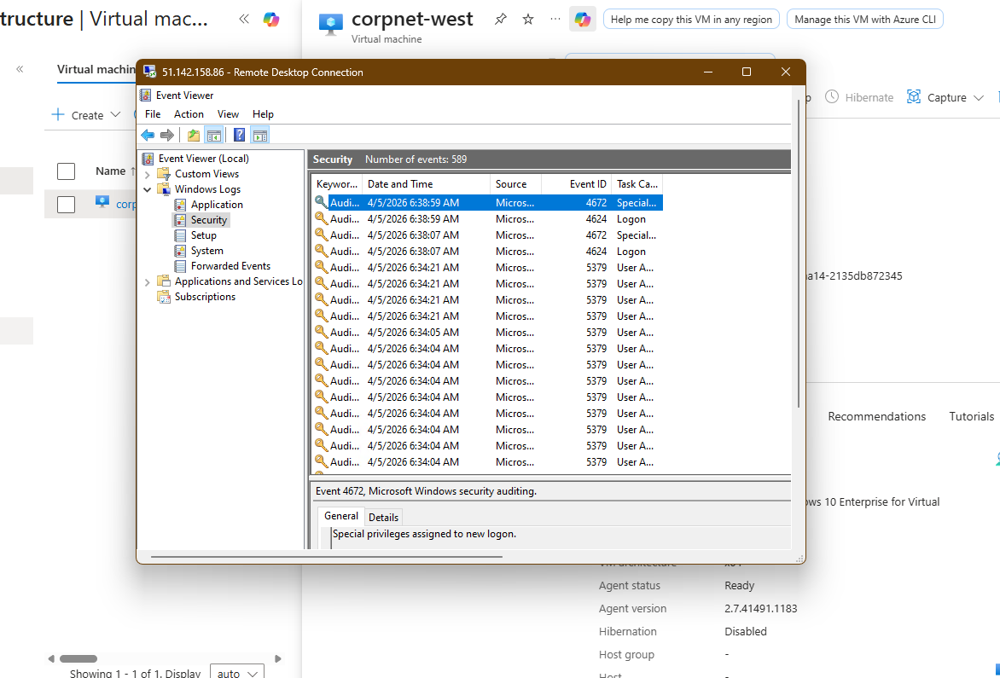 tructure | Virtual mac...
corpnet-west
Virtual machine
Help me copy this VM in any region
Manage this VM with Azure CLI
Virtual machin
Create
Hibernate
Capture
Name
corp
51.142.158.86 - Remote Desktop Connection
Event Viewer
File Action View Help
Event Viewer (Local)
Custom Views
Windows Logs
Application
Security
Setup
System
Forwarded Events
Applications and Services Lo
Subscriptions
Security Number of events: 589
Keywor... Date and Time Source Event ID Task Ca...
Audi... 4/5/2026 6:38:59 AM Micros... 4672 Special...
Audi... 4/5/2026 6:38:59 AM Micros... 4624 Logon
Audi... 4/5/2026 6:38:07 AM Micros... 4672 Special...
Audi... 4/5/2026 6:38:07 AM Micros... 4624 Logon
Audi... 4/5/2026 6:34:21 AM Micros... 5379 User A...
Audi... 4/5/2026 6:34:21 AM Micros... 5379 User A...
Audi... 4/5/2026 6:34:21 AM Micros... 5379 User A...
Audi... 4/5/2026 6:34:21 AM Micros... 5379 User A...
Audi... 4/5/2026 6:34:05 AM Micros... 5379 User A...
Audi... 4/5/2026 6:34:04 AM Micros... 5379 User A...
Audi... 4/5/2026 6:34:04 AM Micros... 5379 User A...
Audi... 4/5/2026 6:34:04 AM Micros... 5379 User A...
Audi... 4/5/2026 6:34:04 AM Micros... 5379 User A...
Audi... 4/5/2026 6:34:04 AM Micros... 5379 User A...
Audi... 4/5/2026 6:34:04 AM Micros... 5379 User A...
Audi... 4/5/2026 6:34:04 AM Micros... 5379 User A...
Audi... 4/5/2026 6:34:04 AM Micros... 5379 User A...
Event 4672, Microsoft Windows security auditing.
General Details
Special privileges assigned to new logon.
a14-2135db872345
Recommendations Tutorials
ows 10 Enterprise for Virtual
VM architecture x64
Agent status Ready
Agent version 2.7.41491.1183
Hibernation Disabled
Host group -
Host -
Showing 1 - 1 of 1. Display auto